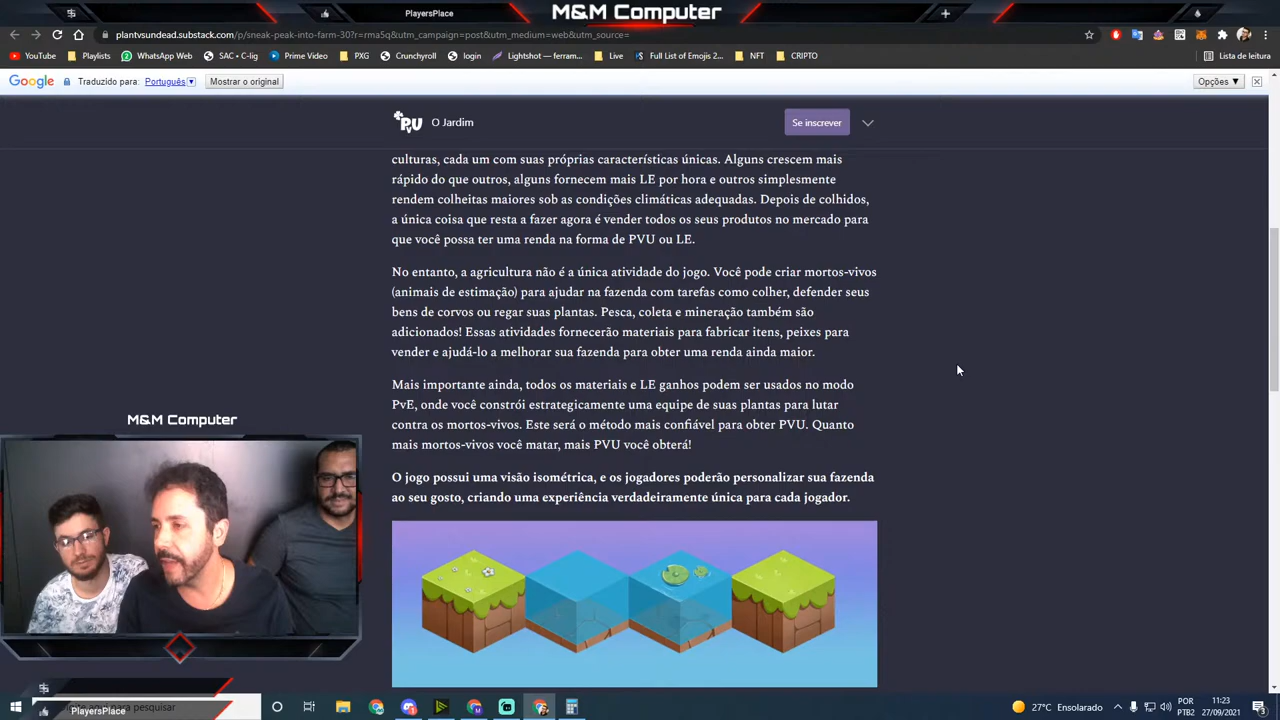 PlayersPlace
M&M Computer
plantvsundead.substack.com/p/sneak-peak-into-farm-30?r=rma5q&utm_campaign=post&utm_medium=web&utm_source=
YouTube Playlists WhatsApp Web SAC • C-lig Prime Video PXG Crunchyroll login Lightshot — ferram... Live Full List of Emojis 2... NFT CRIPTO Lista de leitura
Google Traduzido para: Português Mostrar o original Opções ▼
PVU O Jardim Se inscrever
culturas, cada um com suas próprias características únicas. Alguns crescem mais
rápido do que outros, alguns fornecem mais LE por hora e outros simplesmente
rendem colheitas maiores sob as condições climáticas adequadas. Depois de colhidos,
a única coisa que resta a fazer agora é vender todos os seus produtos no mercado para
que você possa ter uma renda na forma de PVU ou LE.
No entanto, a agricultura não é a única atividade do jogo. Você pode criar mortos-vivos
(animais de estimação) para ajudar na fazenda com tarefas como colher, defender seus
bens de corvos ou regar suas plantas. Pesca, coleta e mineração também são
adicionados! Essas atividades fornecerão materiais para fabricar itens, peixes para
vender e ajudá-lo a melhorar sua fazenda para obter uma renda ainda maior.
Mais importante ainda, todos os materiais e LE ganhos podem ser usados no modo
PvE, onde você constrói estrategicamente uma equipe de suas plantas para lutar
contra os mortos-vivos. Este será o método mais confiável para obter PVU. Quanto
mais mortos-vivos você matar, mais PVU você obterá!
O jogo possui uma visão isométrica, e os jogadores poderão personalizar sua fazenda
ao seu gosto, criando uma experiência verdadeiramente única para cada jogador.
M&M Computer
te aqui para pesquisar
PlayersPlace
27°C Ensolarado
POR
PTB2
11:23
27/09/2021